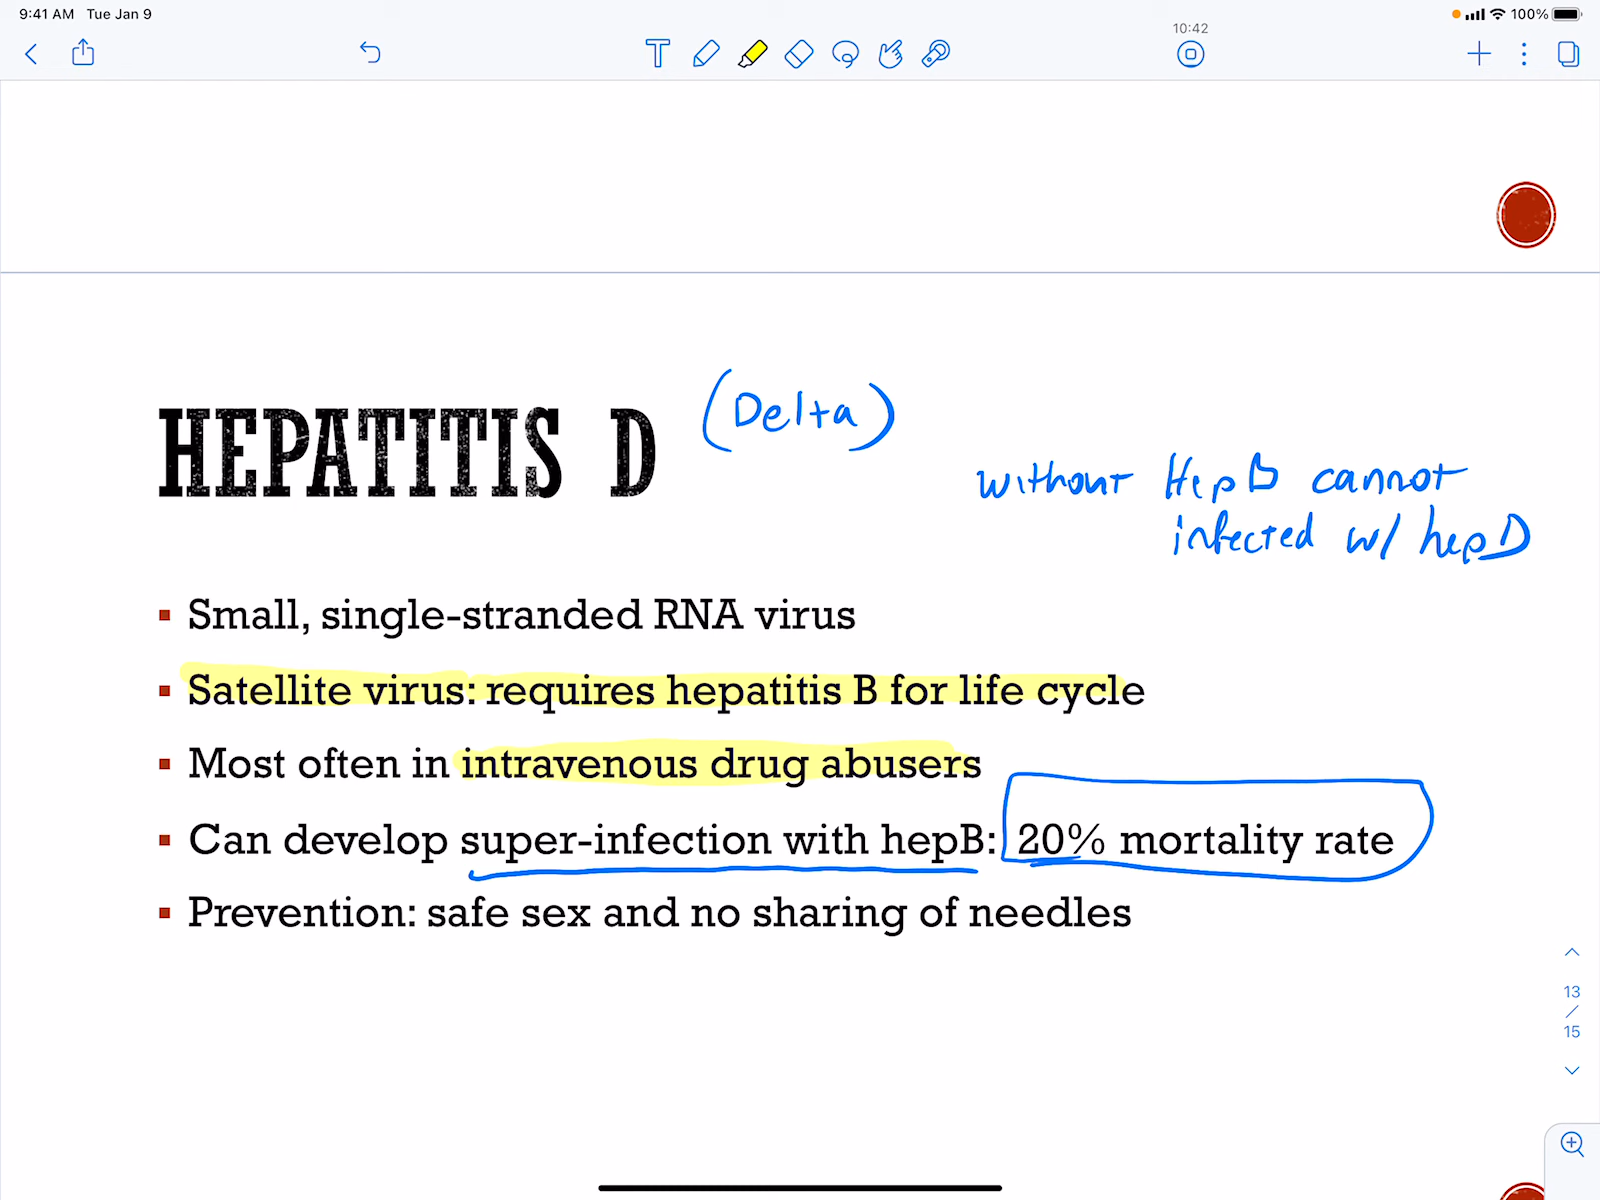 9:41 AM Tue Jan 9
100%
10:42
HEPATITIS D
(Delta)
without HepB cannot
infected w/ hepD
Small, single-stranded RNA virus
Satellite virus: requires hepatitis B for life cycle
Most often in intravenous drug abusers
Can develop super-infection with hepB: 20% mortality rate
Prevention: safe sex and no sharing of needles
13
/
15